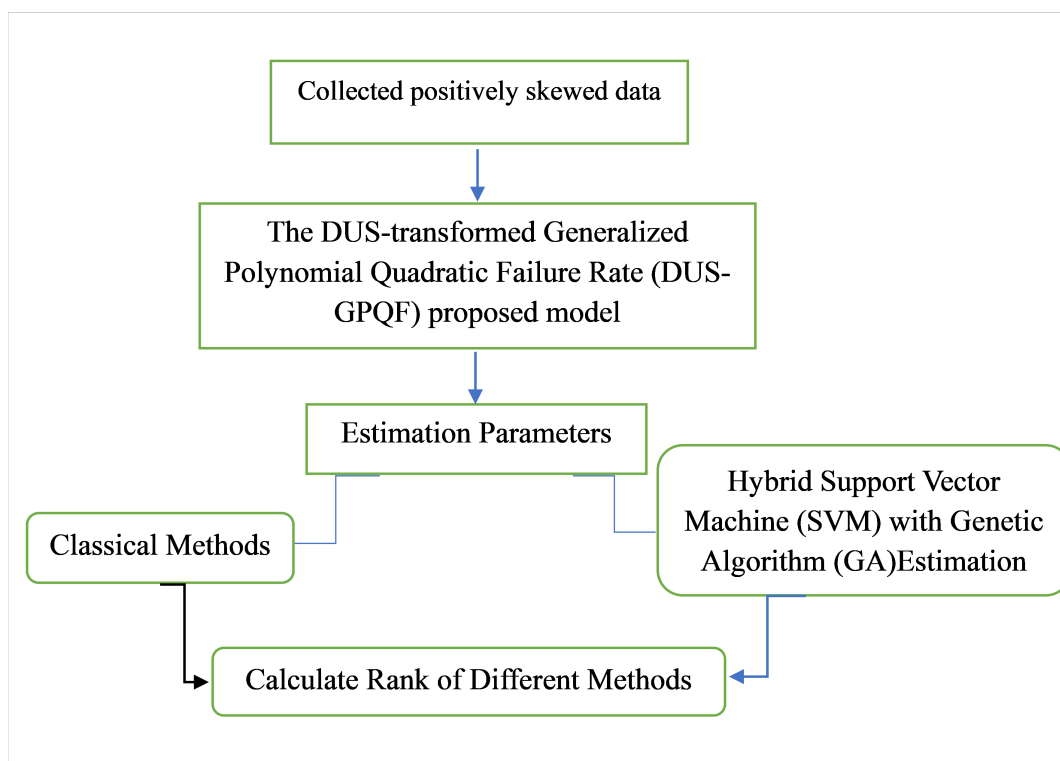 Collected positively skewed data
The DUS-transformed Generalized
Polynomial Quadratic Failure Rate (DUS-
GPQF) proposed model
Estimation Parameters
Classical Methods
Hybrid Support Vector
Machine (SVM) with Genetic
Algorithm (GA)Estimation
Calculate Rank of Different Methods